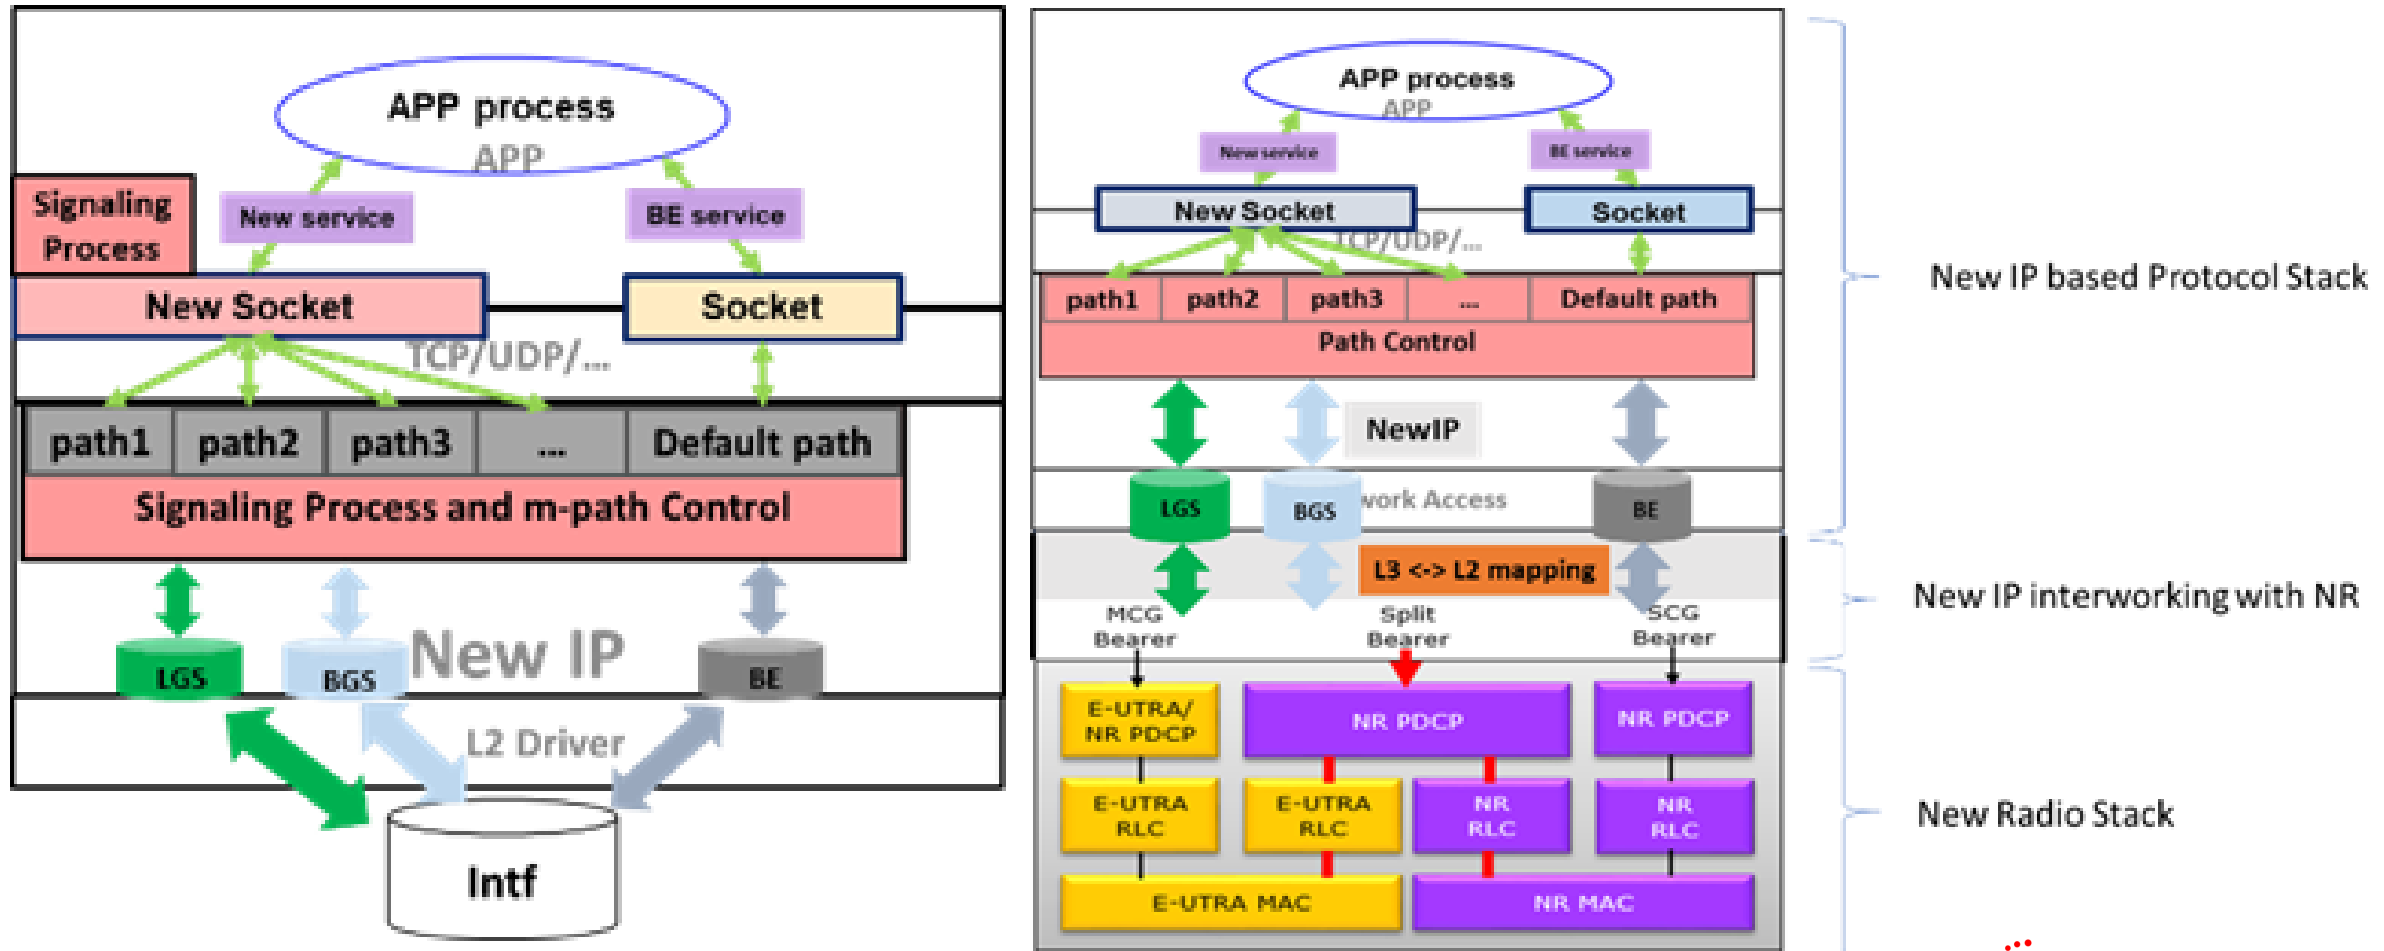 APP process
APP
Signaling
Process
New service
BE service
New Socket
Socket
TCP/UDP/...
path1
path2
path3
...
Default path
Signaling Process and m-path Control
LGS
BGS
New IP
BE
L2 Driver
Intf
APP process
APP
New service
BE service
New Socket
Socket
TCP/UDP/...
path1
path2
path3
...
Default path
Path Control
NewIP
LGS
BGS
work Access
BE
L3 <-> L2 mapping
MCG
Bearer
Split
Bearer
SCG
Bearer
E-UTRA/
NR PDCP
NR PDCP
NR PDCP
E-UTRA
RLC
E-UTRA
RLC
NR
RLC
NR
RLC
E-UTRA MAC
NR MAC
New IP based Protocol Stack
New IP interworking with NR
New Radio Stack